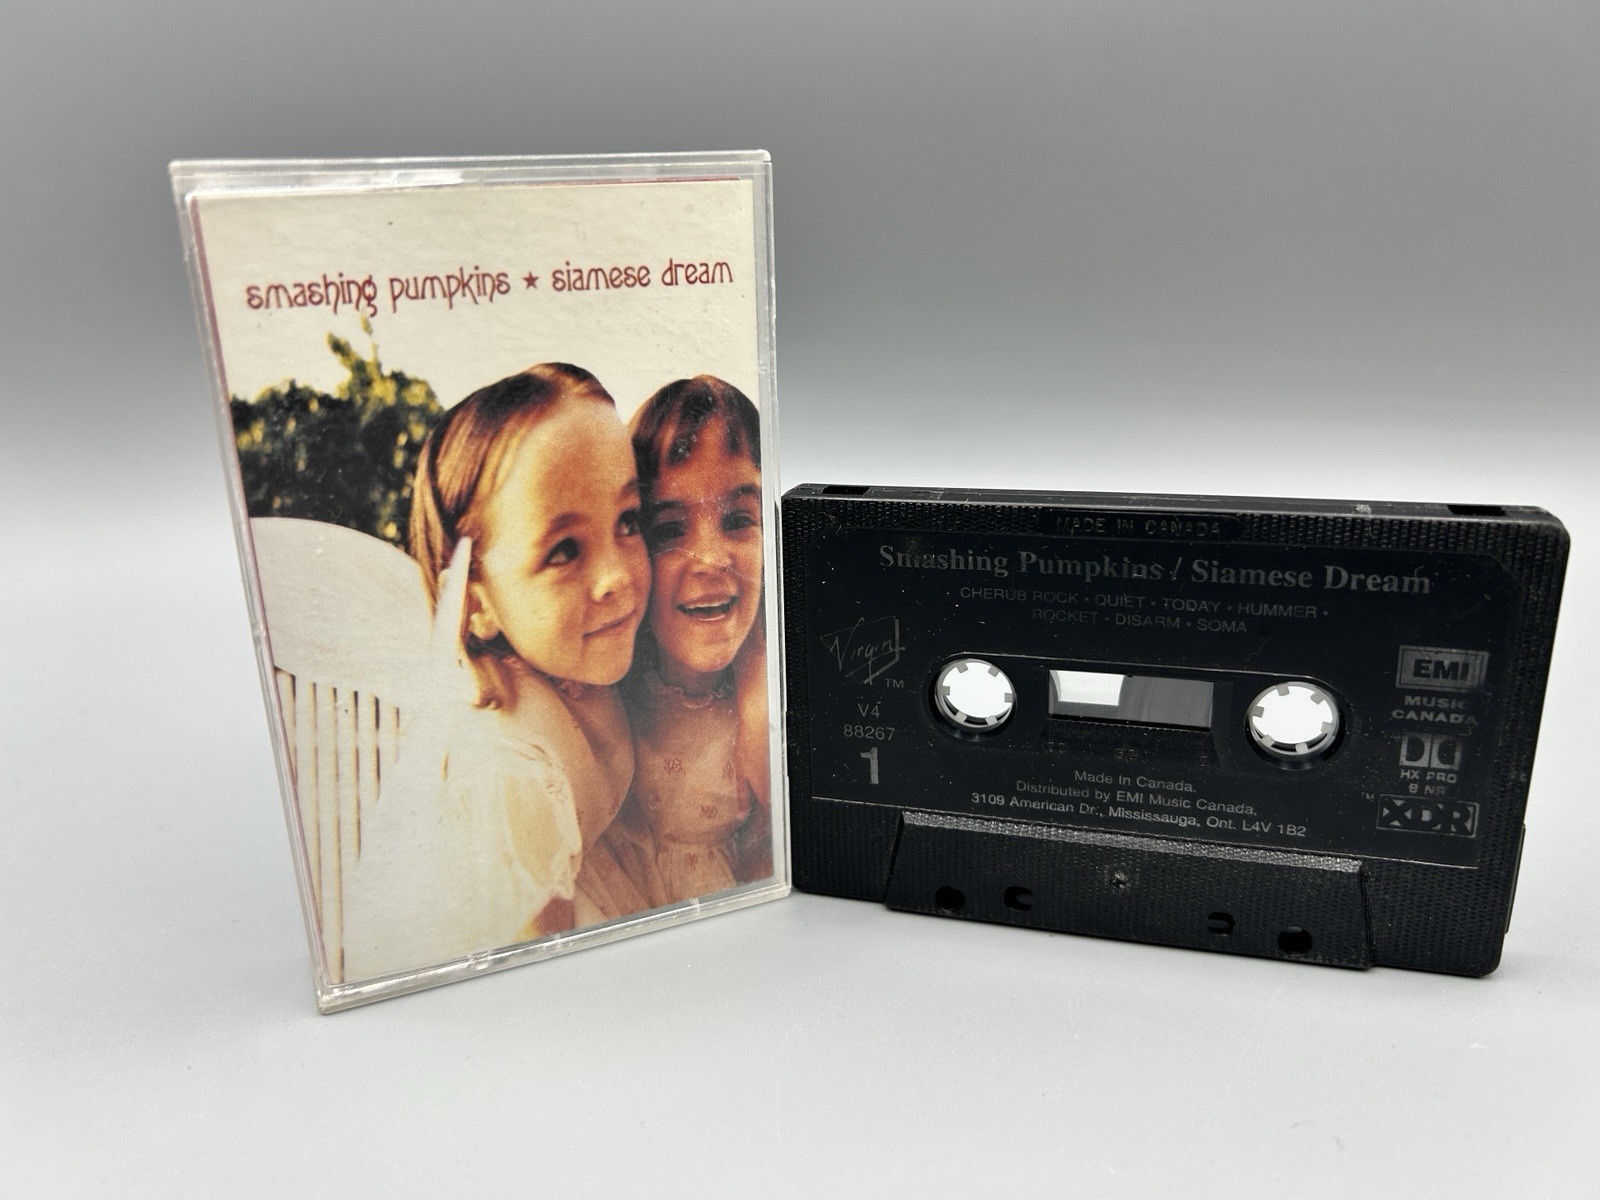 smashing pumpkins ★ siamese dream
MADE IN CANADA
Smashing Pumpkins / Siamese Dream
CHERUB ROCK • QUIET • TODAY • HUMMER •
ROCKET • DISARM • SOMA
Virgin
TM
V4
88267
1
EMI
MUSIC
CANADA
HX PRO
B NR
TM
XDR
Made In Canada.
Distributed by EMI Music Canada,
3109 American Dr., Mississauga, Ont. L4V 1B2